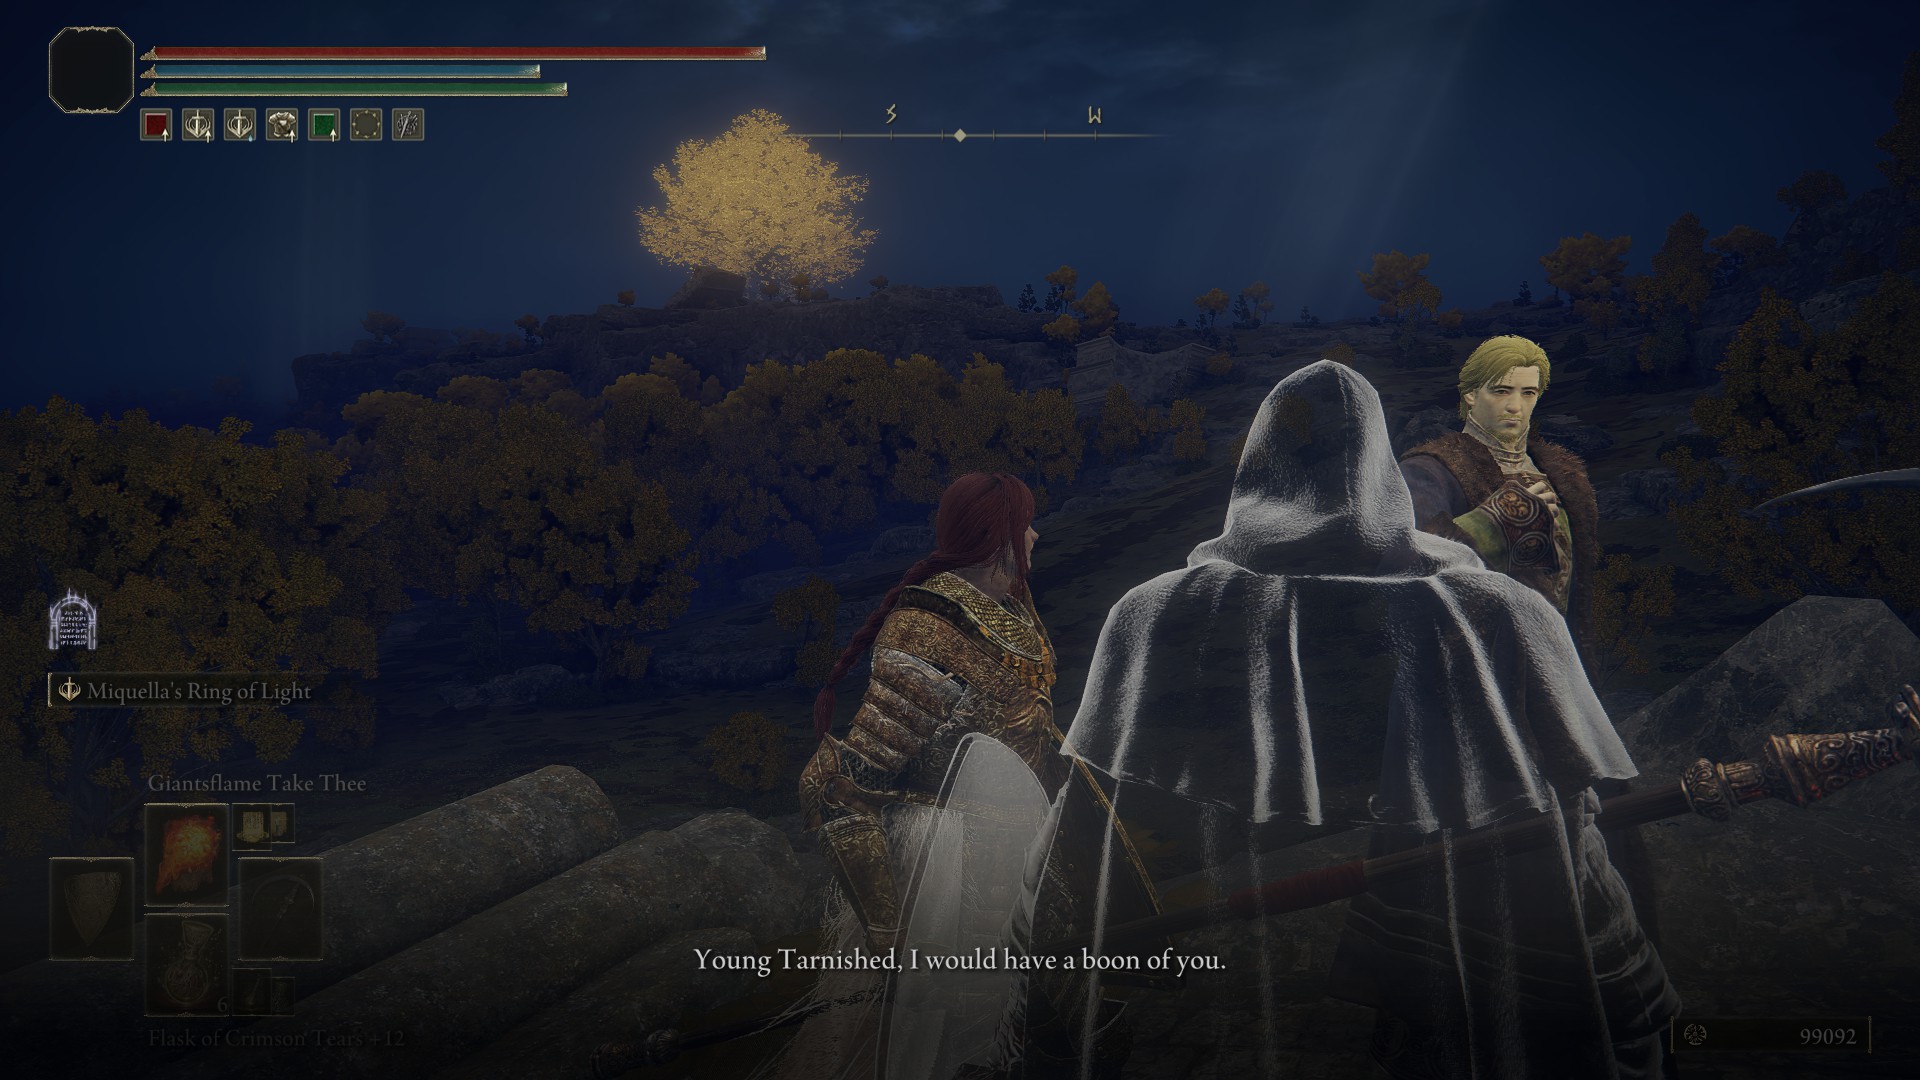 S W
Miquella's Ring of Light
Giantsflame Take Thee
6
Young Tarnished, I would have a boon of you.
Flask of Crimson Tears +12
99092